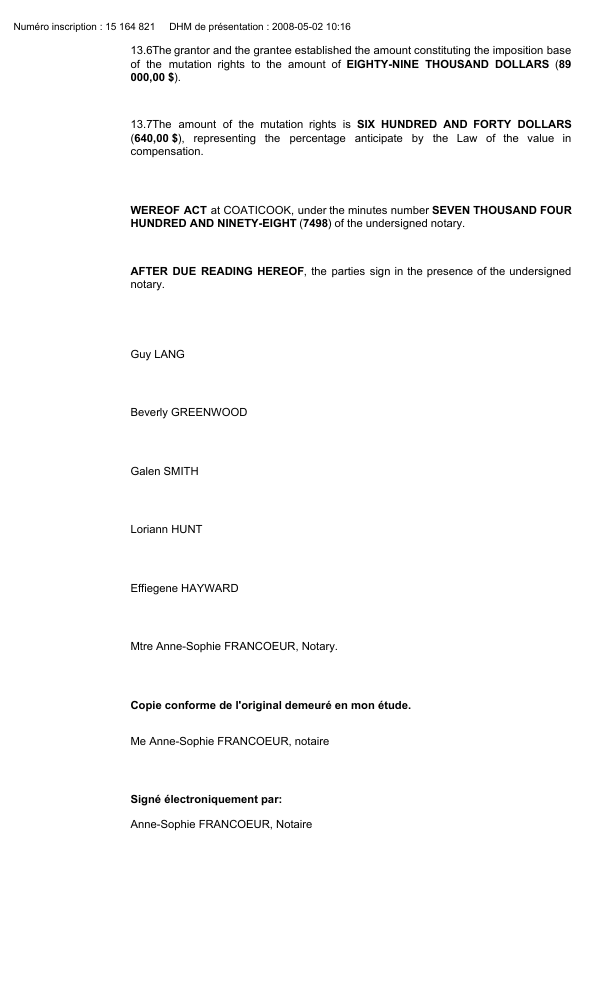 Numéro inscription : 15 164 821 DHM de présentation : 2008-05-02 10:16
13.6The grantor and the grantee established the amount constituting the imposition base
of the mutation rights to the amount of EIGHTY-NINE THOUSAND DOLLARS (89
000,00 $).
13.7The amount of the mutation rights is SIX HUNDRED AND FORTY DOLLARS
(640,00 $), representing the percentage anticipate by the Law of the value in
compensation.
WEREOF ACT at COATICOOK, under the minutes number SEVEN THOUSAND FOUR
HUNDRED AND NINETY-EIGHT (7498) of the undersigned notary.
AFTER DUE READING HEREOF, the parties sign in the presence of the undersigned
notary.
Guy LANG
Beverly GREENWOOD
Galen SMITH
Loriann HUNT
Effiegene HAYWARD
Mtre Anne-Sophie FRANCOEUR, Notary.
Copie conforme de l'original demeuré en mon étude.
Me Anne-Sophie FRANCOEUR, notaire
Signé électroniquement par:
Anne-Sophie FRANCOEUR, Notaire